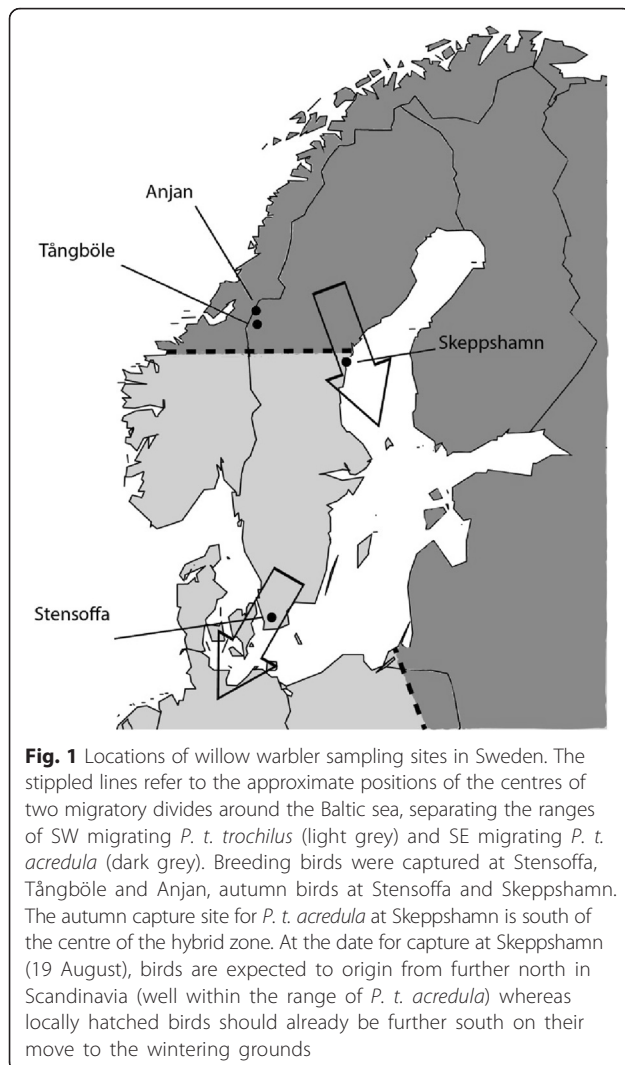 Anjan
Tångböle
Skeppshamn
Stensoffa
Fig. 1 Locations of willow warbler sampling sites in Sweden. The
stippled lines refer to the approximate positions of the centres of
two migratory divides around the Baltic sea, separating the ranges
of SW migrating P. t. trochilus (light grey) and SE migrating P. t.
acredula (dark grey). Breeding birds were captured at Stensoffa,
Tångböle and Anjan, autumn birds at Stensoffa and Skeppshamn.
The autumn capture site for P. t. acredula at Skeppshamn is south of
the centre of the hybrid zone. At the date for capture at Skeppshamn
(19 August), birds are expected to origin from further north in
Scandinavia (well within the range of P. t. acredula) whereas
locally hatched birds should already be further south on their
move to the wintering grounds